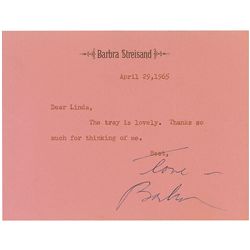 Barbra Streisand
April 29,1965
Dear Linda,
The tray is lovely. Thanks so
much for thinking of me.
Best,
Love –
Barbra